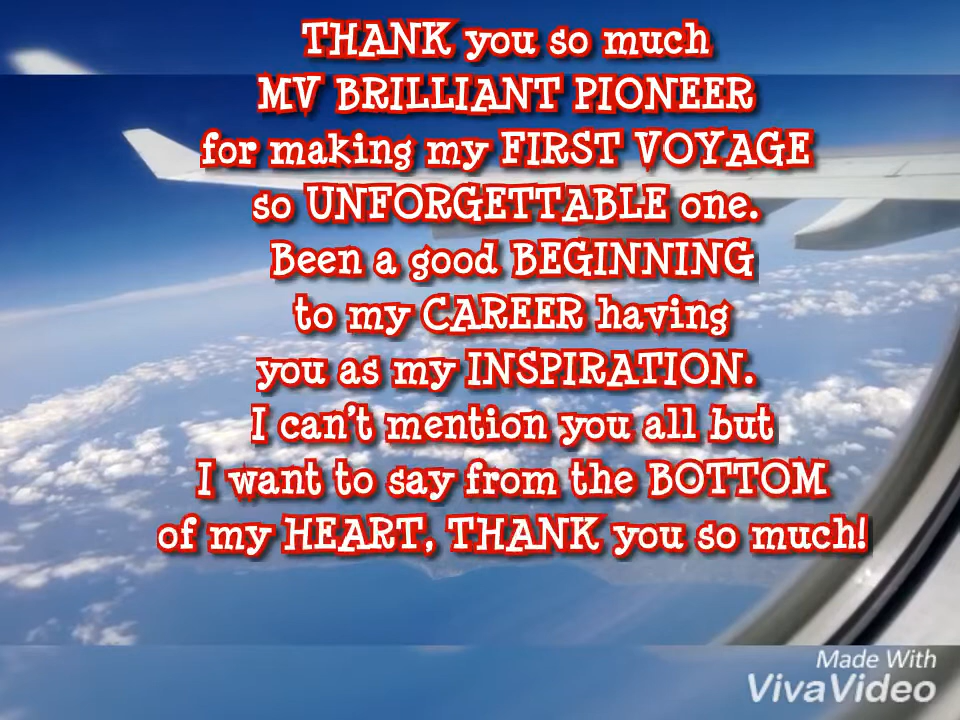 THANK you so much
MV BRILLIANT PIONEER
for making my FIRST VOYAGE
so UNFORGETTABLE one.
Been a good BEGINNING
to my CAREER having
you as my INSPIRATION.
I can't mention you all but
I want to say from the BOTTOM
of my HEART, THANK you so much!
Made With
VivaVideo